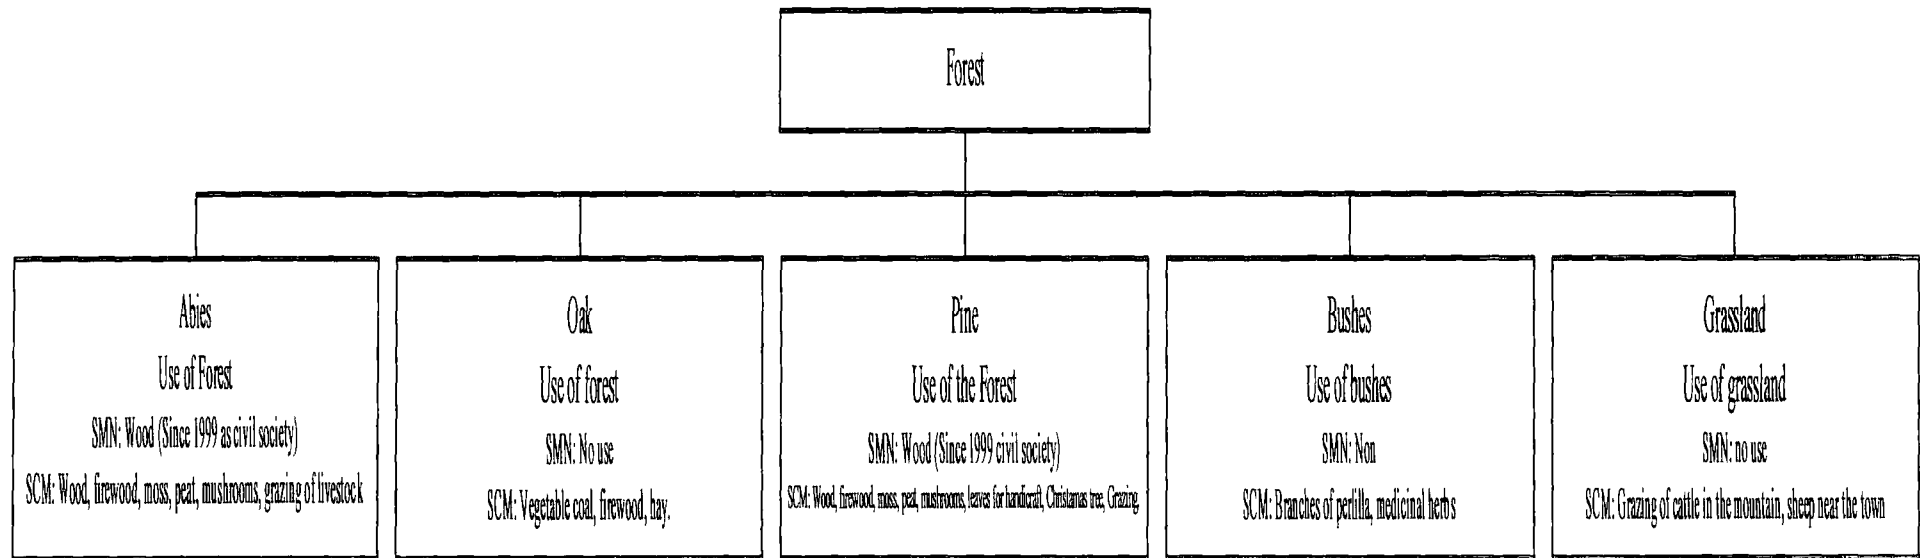 Forest
Abies
Use of Forest
SMN: Wood (Since 1999 as civil society)
SCM: Wood, firewood, moss, peat, mushrooms, grazing of livestock
Oak
Use of forest
SMN: No use
SCM: Vegetable coal, firewood, hay.
Pine
Use of the Forest
SMN: Wood (Since 1999 civil society)
SCM: Wood, firewood, moss, peat, mushrooms, leaves for handicraft, Christamas tree, Grazing,
Bushes
Use of bushes
SMN: Non
SCM: Branches of perlilla, medicinal herbs
Grassland
Use of grassland
SMN: no use
SCM: Grazing of cattle in the mountain, sheep near the town